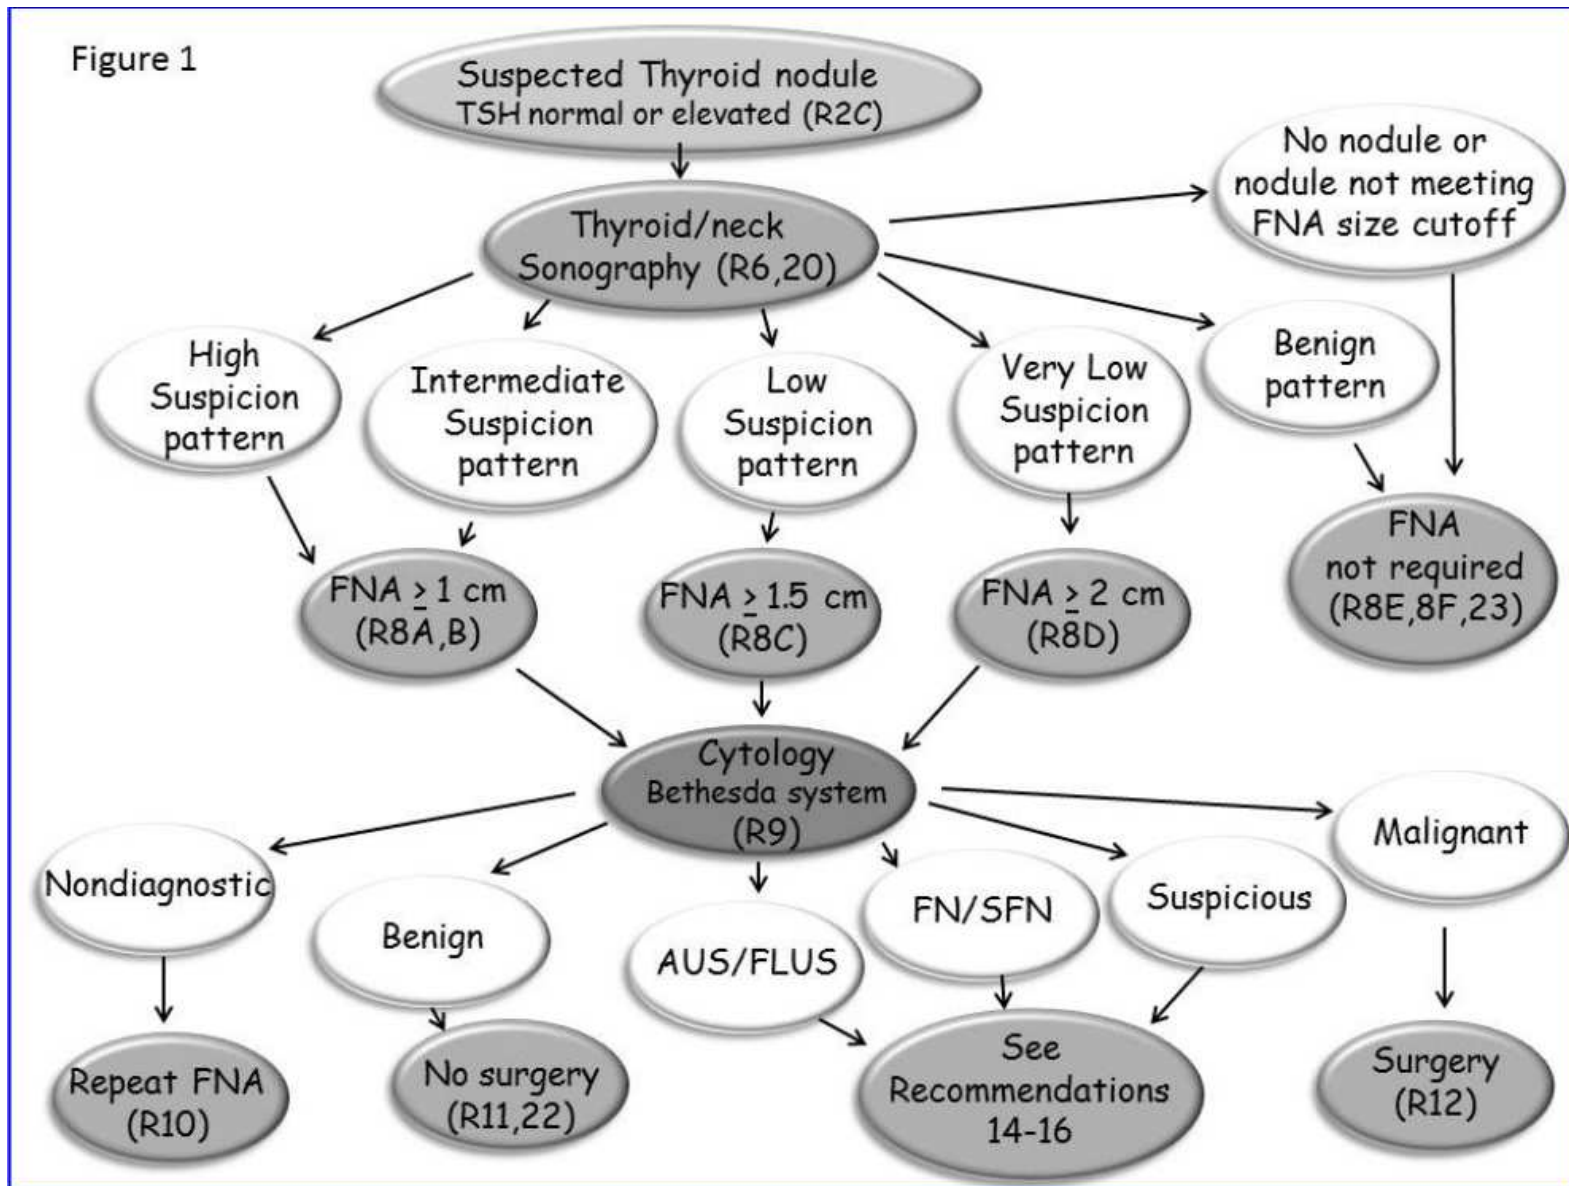 Figure 1
Suspected Thyroid nodule
TSH normal or elevated (R2C)
No nodule or
nodule not meeting
FNA size cutoff
Thyroid/neck
Sonography (R6,20)
High
Suspicion
pattern
Intermediate
Suspicion
pattern
Low
Suspicion
pattern
Very Low
Suspicion
pattern
Benign
pattern
FNA ≥ 1 cm
(R8A,B)
FNA ≥ 1.5 cm
(R8C)
FNA ≥ 2 cm
(R8D)
FNA
not required
(R8E,8F,23)
Cytology
Bethesda system
(R9)
Nondiagnostic
Benign
AUS/FLUS
FN/SFN
Suspicious
Malignant
Repeat FNA
(R10)
No surgery
(R11,22)
See
Recommendations
14-16
Surgery
(R12)